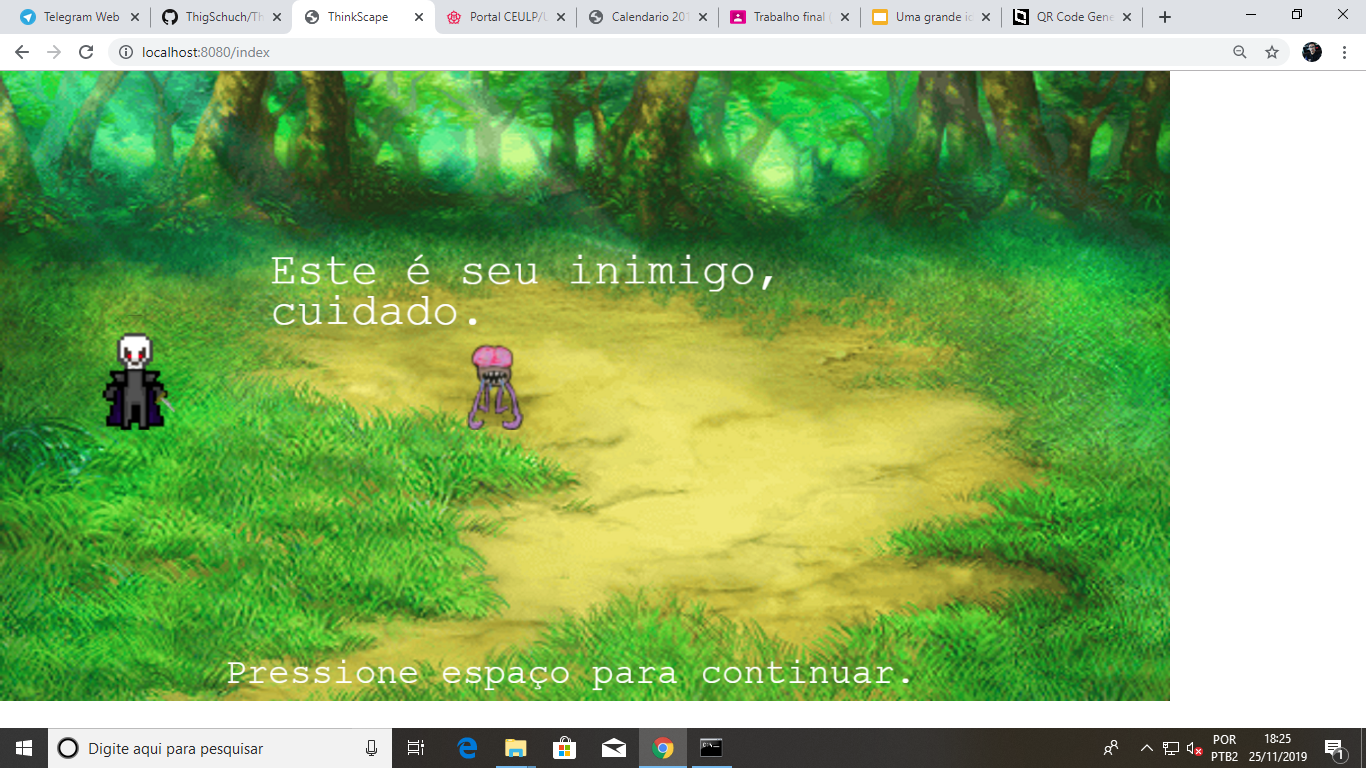 Telegram Web
ThigSchuch/Th
ThinkScape
Portal CEULP/U
Calendario 201
Trabalho final (
Uma grande id
QR Code Gene
localhost:8080/index
Este é seu inimigo,
cuidado.
Pressione espaço para continuar.
Digite aqui para pesquisar
POR
PTB2
18:25
25/11/2019
1